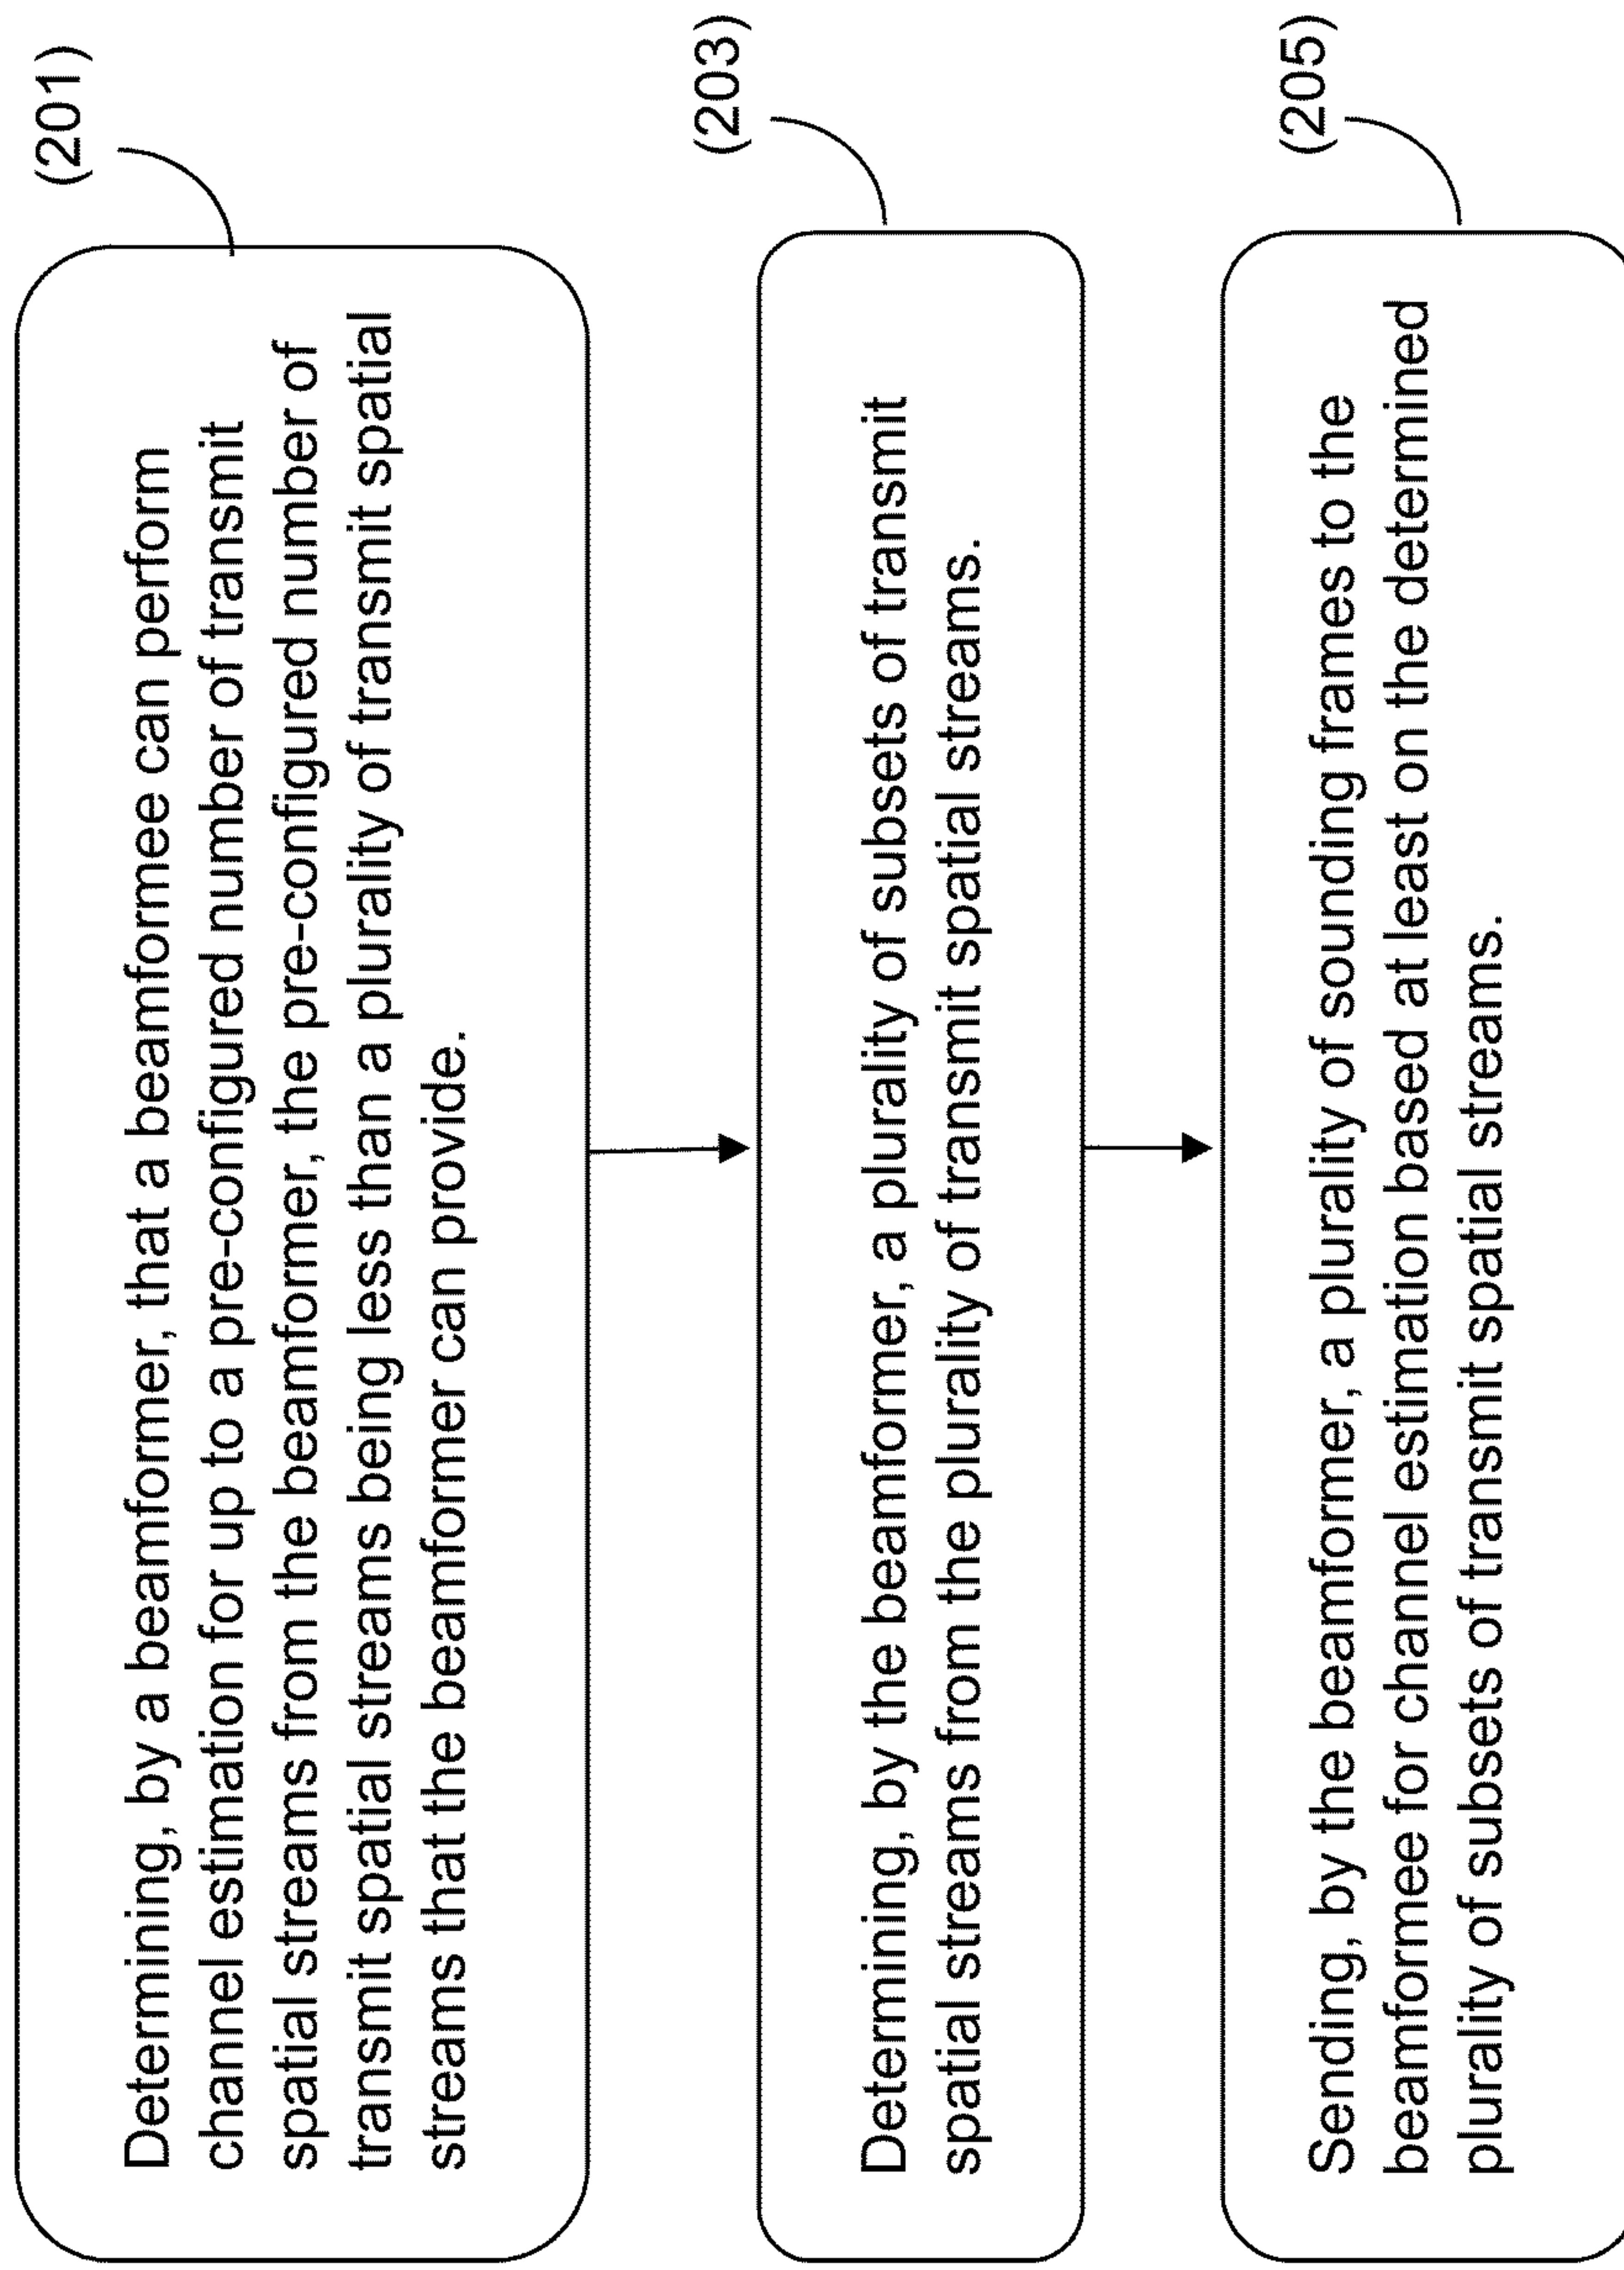 (201)
Determining, by a beamformer, that a beamformee can perform
channel estimation for up to a pre-configured number of transmit
spatial streams from the beamformer, the pre-configured number of
transmit spatial streams being less than a plurality of transmit spatial
streams that the beamformer can provide.
(203)
Determining, by the beamformer, a plurality of subsets of transmit
spatial streams from the plurality of transmit spatial streams.
(205)
Sending, by the beamformer, a plurality of sounding frames to the
beamformee for channel estimation based at least on the determined
plurality of subsets of transmit spatial streams.